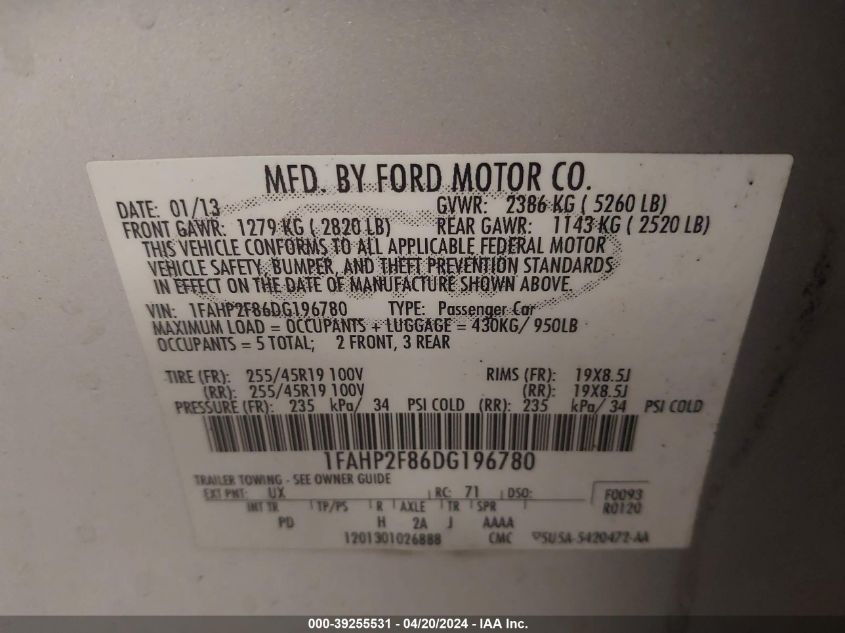 MFD. BY FORD MOTOR CO.
DATE: 01/13 GVWR: 2386 KG ( 5260 LB)
FRONT GAWR: 1279 KG ( 2820 LB) REAR GAWR: 1143 KG ( 2520 LB)
THIS VEHICLE CONFORMS TO ALL APPLICABLE FEDERAL MOTOR
VEHICLE SAFETY, BUMPER, AND THEFT PREVENTION STANDARDS
IN EFFECT ON THE DATE OF MANUFACTURE SHOWN ABOVE.
VIN: 1FAHP2F86DG196780 TYPE: Passenger Car
MAXIMUM LOAD = OCCUPANTS + LUGGAGE = 430KG/ 950LB
OCCUPANTS = 5 TOTAL; 2 FRONT, 3 REAR
TIRE (FR): 255/45R19 100V RIMS (FR): 19X8.5J
(RR): 255/45R19 100V (RR): 19X8.5J
PRESSURE (FR): 235 kPa/ 34 PSI COLD (RR): 235 kPa/ 34 PSI COLD
1FAHP2F86DG196780
TRAILER TOWING - SEE OWNER GUIDE
EXT PNT: UX RC: 71 DSO: F0093
INT TR TP/PS R AXLE TR SPR R0120
PD H 2A J AAAA
1201301026888 CMC 5U5A-5420472-AA
000-39255531 - 04/20/2024 - IAA Inc.